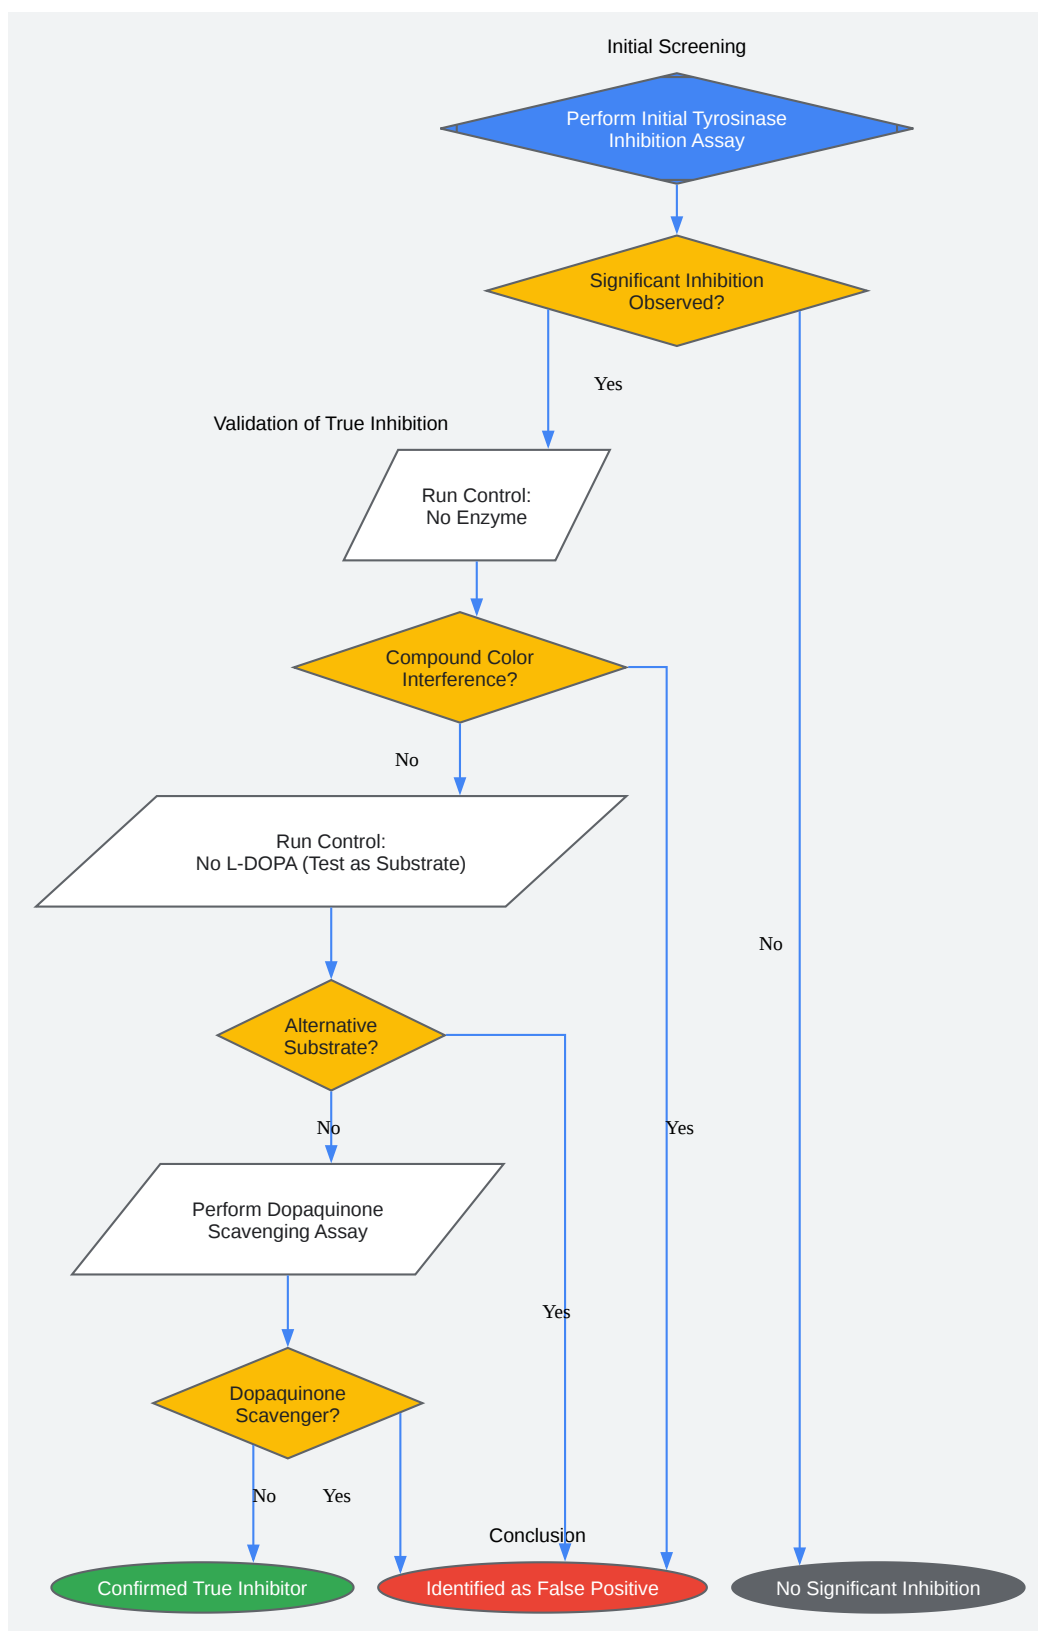 Initial Screening
Perform Initial Tyrosinase
Inhibition Assay
Significant Inhibition
Observed?
Yes
Validation of True Inhibition
Run Control:
No Enzyme
Compound Color
Interference?
No
Run Control:
No L-DOPA (Test as Substrate)
No
Alternative
Substrate?
No
Yes
Perform Dopaquinone
Scavenging Assay
Yes
Dopaquinone
Scavenger?
No
Yes
Conclusion
Confirmed True Inhibitor
Identified as False Positive
No Significant Inhibition